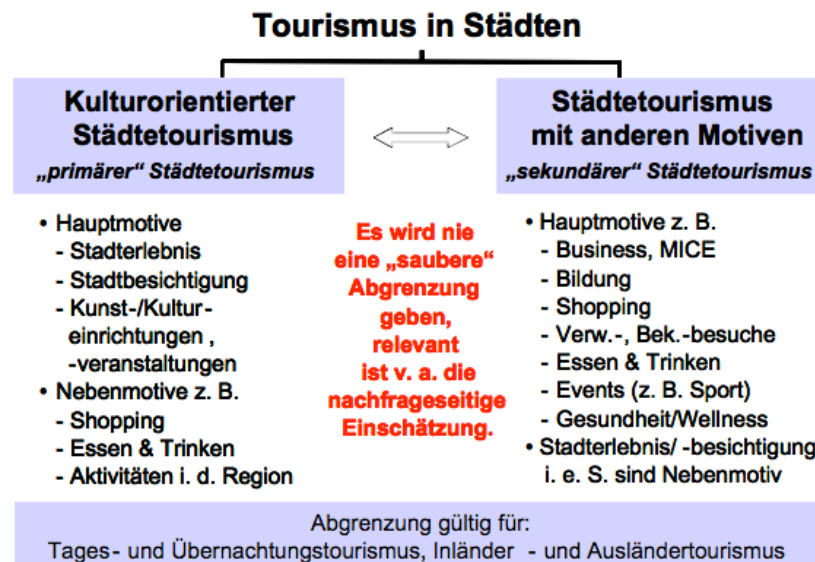 Tourismus in Städten
Kulturorientierter
Städtetourismus
„primärer“ Städtetourismus
• Hauptmotive
- Stadterlebnis
- Stadtbesichtigung
- Kunst-/Kultur-
einrichtungen ,
-veranstaltungen
• Nebenmotive z. B.
- Shopping
- Essen & Trinken
- Aktivitäten i. d. Region
Es wird nie
eine „saubere“
Abgrenzung
geben,
relevant
ist v. a. die
nachfrageseitige
Einschätzung.
Städtetourismus
mit anderen Motiven
„sekundärer“ Städtetourismus
• Hauptmotive z. B.
- Business, MICE
- Bildung
- Shopping
- Verw.-, Bek.-besuche
- Essen & Trinken
- Events (z. B. Sport)
- Gesundheit/Wellness
• Stadterlebnis/ -besichtigung
i. e. S. sind Nebenmotiv
Abgrenzung gültig für:
Tages- und Übernachtungstourismus, Inländer - und Ausländertourismus